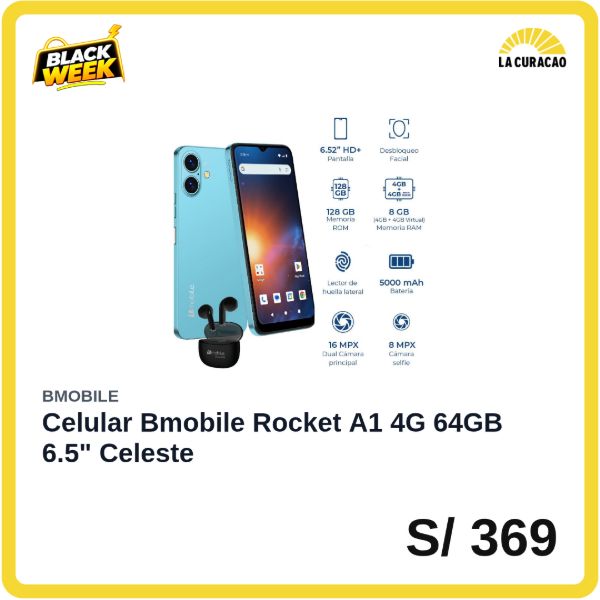 BLACK
WEEK
LA CURACAO
6.52” HD+
Pantalla
Desbloqueo
Facial
128
GB
128 GB
Memoria
ROM
4GB
8 GB
(4GB + 4GB Virtual)
Memoria RAM
Lector de
huella lateral
5000 mAh
Batería
16 MPX
Dual Cámara
principal
8 MPX
Cámara
selfie
Bmobile
Bmobile
BMOBILE
Celular Bmobile Rocket A1 4G 64GB
6.5" Celeste
S/ 369